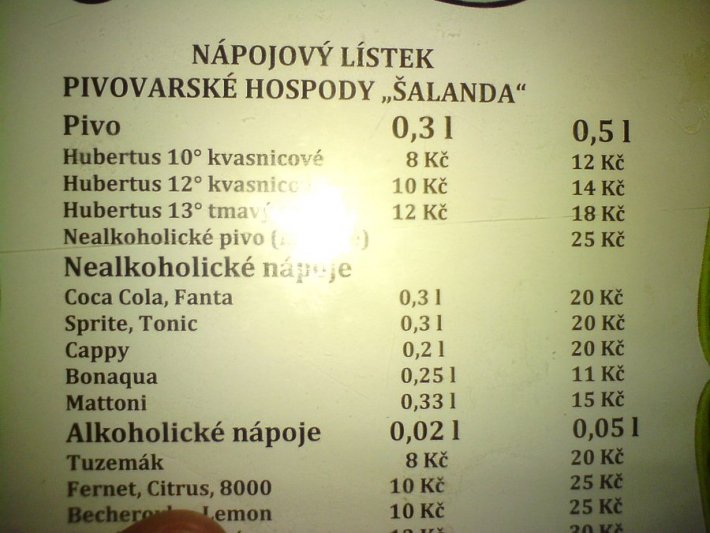 NÁPOJOVÝ LÍSTEK
PIVOVARSKÉ HOSPODY „ŠALANDA“
Pivo 0,3 l 0,5 l
Hubertus 10° kvasnicové 8 Kč 12 Kč
Hubertus 12° 10 Kč 14 Kč
Hubertus 13° tmavý 12 Kč 18 Kč
Nealkoholické pivo 25 Kč
Nealkoholické nápoje
Coca Cola, Fanta 0,3 l 20 Kč
Sprite, Tonic 0,3 l 20 Kč
Cappy 0,2 l 20 Kč
Bonaqua 0,25 l 11 Kč
Mattoni 0,33 l 15 Kč
Alkoholické nápoje 0,02 l 0,05 l
Tuzemák 8 Kč 20 Kč
Fernet, Citrus, 8000 10 Kč 25 Kč
Lemon 10 Kč 25 Kč
30 Kč